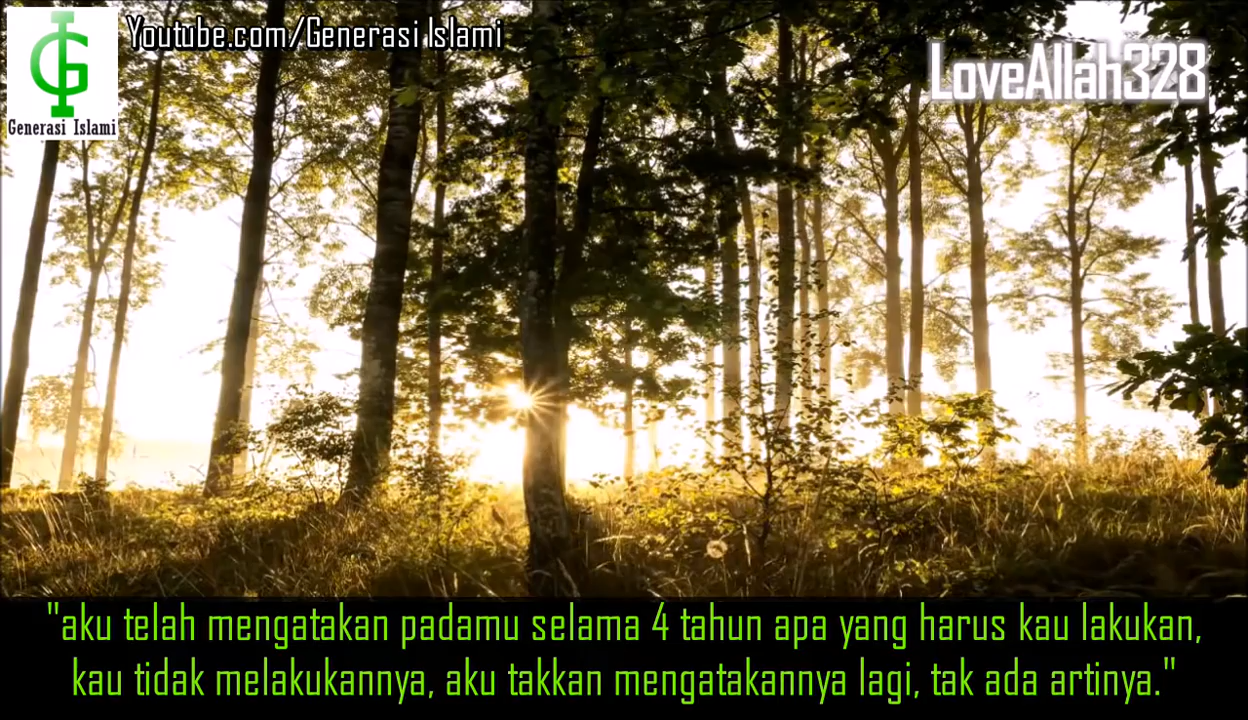 Youtube.com/Generasi Islami
LoveAllah328
GI
Generasi Islami
"aku telah mengatakan padamu selama 4 tahun apa yang harus kau lakukan,
kau tidak melakukannya, aku takkan mengatakannya lagi, tak ada artinya."